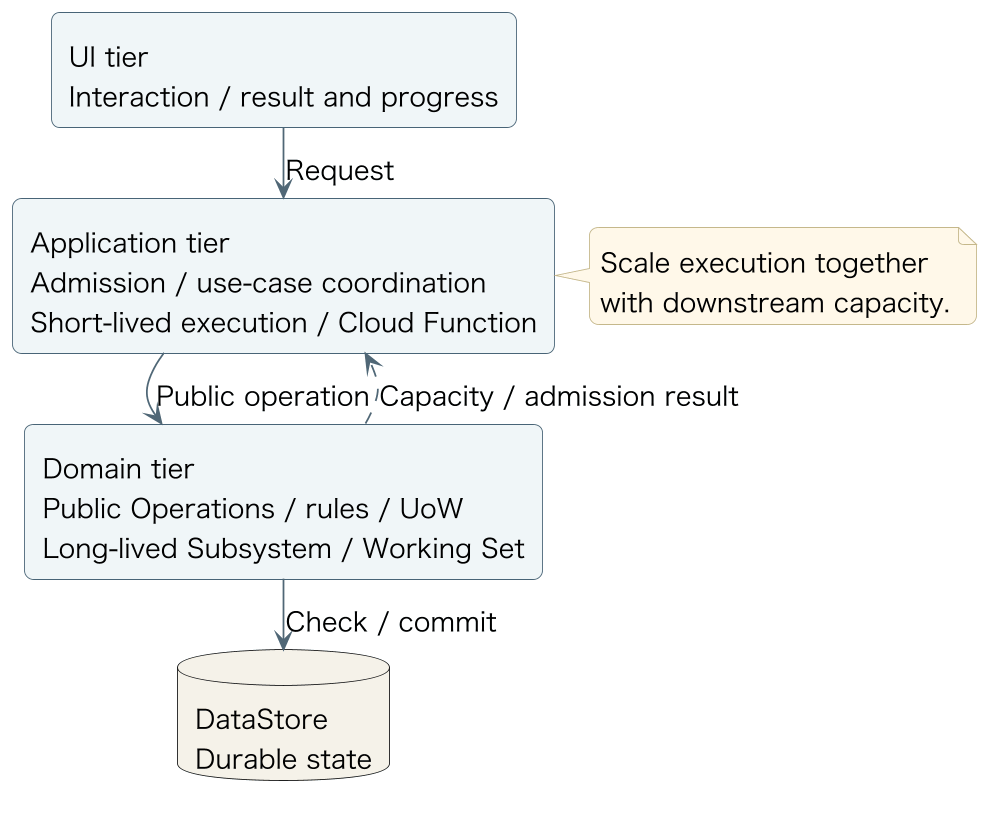 UI tier
Interaction / result and progress
Request
Application tier
Admission / use-case coordination
Short-lived execution / Cloud Function
Scale execution together
with downstream capacity.
Public operation
Capacity / admission result
Domain tier
Public Operations / rules / UoW
Long-lived Subsystem / Working Set
Check / commit
DataStore
Durable state